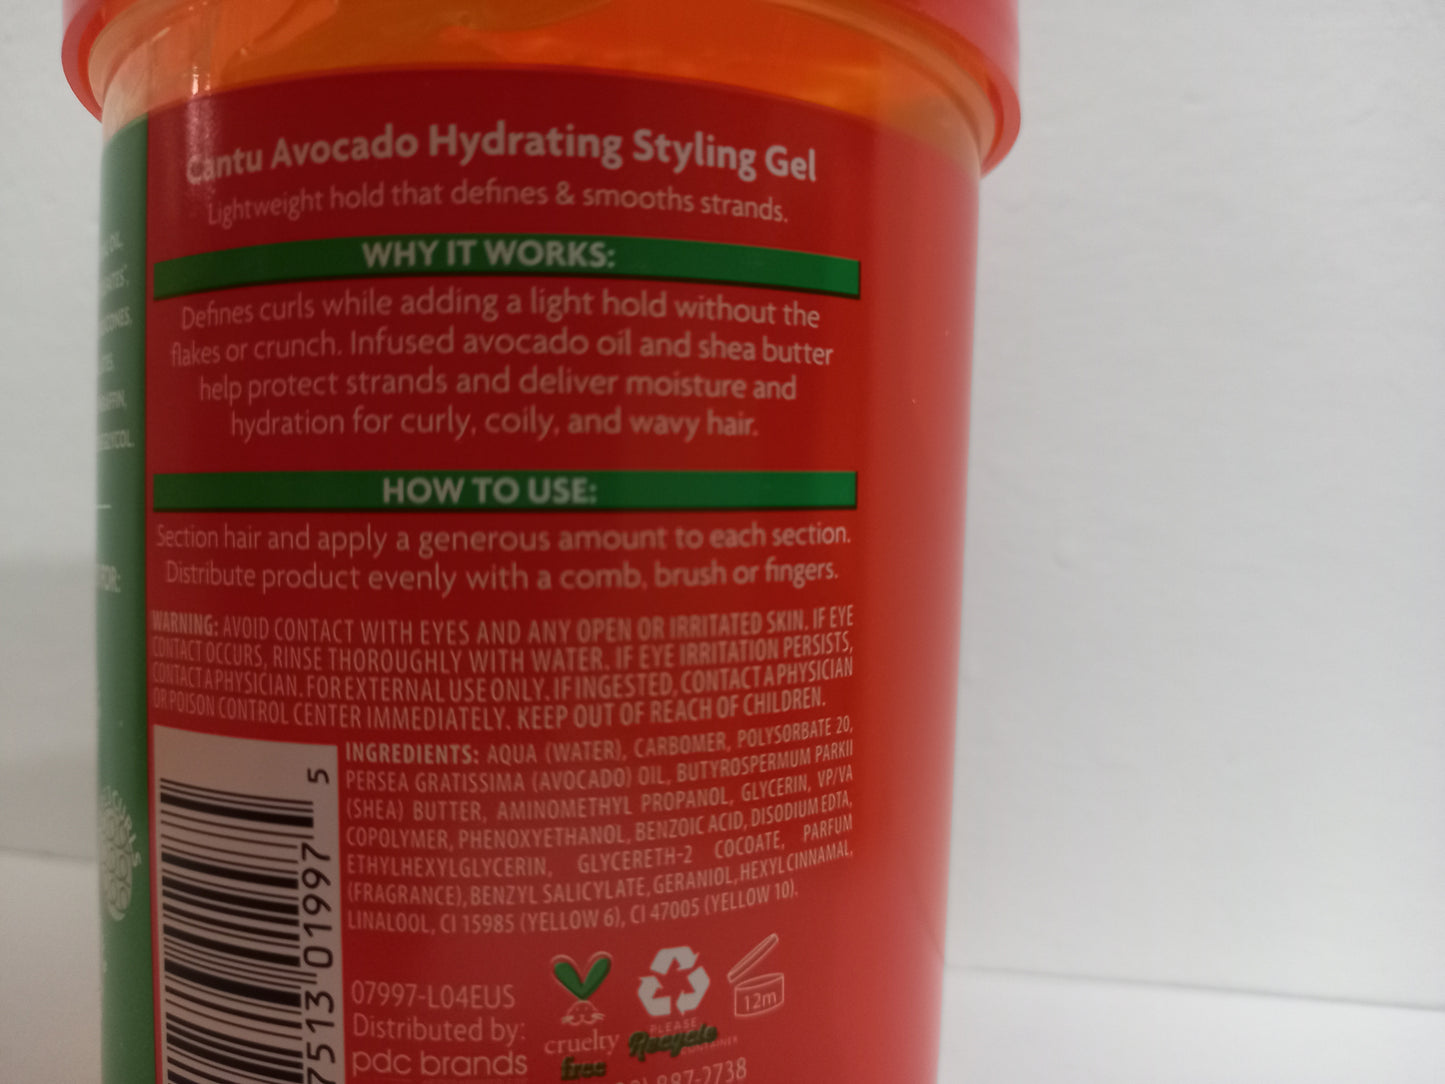 Cantu Avocado Hydrating Styling Gel
Lightweight hold that defines & smooths strands.
WHY IT WORKS:
Defines curls while adding a light hold without the
flakes or crunch. Infused avocado oil and shea butter
help protect strands and deliver moisture and
hydration for curly, coily, and wavy hair.
HOW TO USE:
Section hair and apply a generous amount to each section.
Distribute product evenly with a comb, brush or fingers.
WARNING: AVOID CONTACT WITH EYES AND ANY OPEN OR IRRITATED SKIN. IF EYE
CONTACT OCCURS, RINSE THOROUGHLY WITH WATER. IF EYE IRRITATION PERSISTS,
CONTACT A PHYSICIAN. FOR EXTERNAL USE ONLY. IF INGESTED, CONTACT A PHYSICIAN
OR POISON CONTROL CENTER IMMEDIATELY. KEEP OUT OF REACH OF CHILDREN.
INGREDIENTS: AQUA (WATER), CARBOMER, POLYSORBATE 20,
PERSEA GRATISSIMA (AVOCADO) OIL, BUTYROSPERMUM PARKII
(SHEA) BUTTER, AMINOMETHYL PROPANOL, GLYCERIN, VP/VA
COPOLYMER, PHENOXYETHANOL, BENZOIC ACID, DISODIUM EDTA,
ETHYLHEXYLGLYCERIN, GLYCERETH-2 COCOATE, PARFUM
(FRAGRANCE), BENZYL SALICYLATE, GERANIOL, HEXYL CINNAMAL,
LINALOOL, CI 15985 (YELLOW 6), CI 47005 (YELLOW 10).
07997-L04EUS
Distributed by:
pdc brands
cruelty
free
PLEASE
Recycle
CONTAINER
12m
887-2738
7513 01997 5
OIL,
FOR:
CURLS